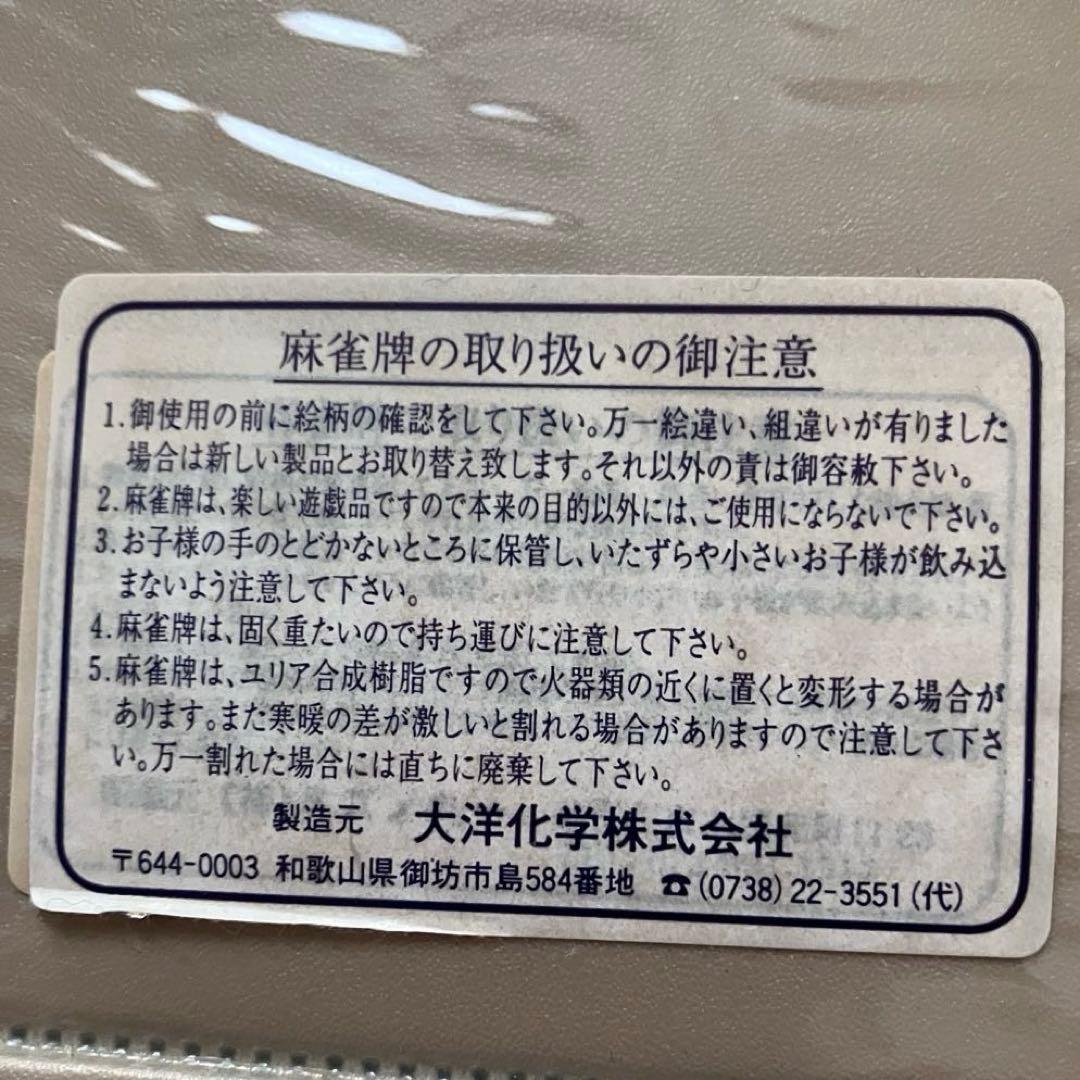 麻雀牌の取り扱いの御注意
1.御使用の前に絵柄の確認をして下さい。万一絵違い、組違いが有りました
場合は新しい製品とお取り替え致します。それ以外の責は御容赦下さい。
2.麻雀牌は、楽しい遊戯品ですので本来の目的以外には、ご使用にならないで下さい。
3.お子様の手のとどかないところに保管し、いたずらや小さいお子様が飲み込
まないよう注意して下さい。
4.麻雀牌は、固く重たいので持ち運びに注意して下さい。
5.麻雀牌は、ユリア合成樹脂ですので火器類の近くに置くと変形する場合が
あります。また寒暖の差が激しいと割れる場合がありますので注意して下さ
い。万一割れた場合には直ちに廃棄して下さい。
製造元 大洋化学株式会社
〒644-0003 和歌山県御坊市島584番地 ☎(0738)22-3551(代)